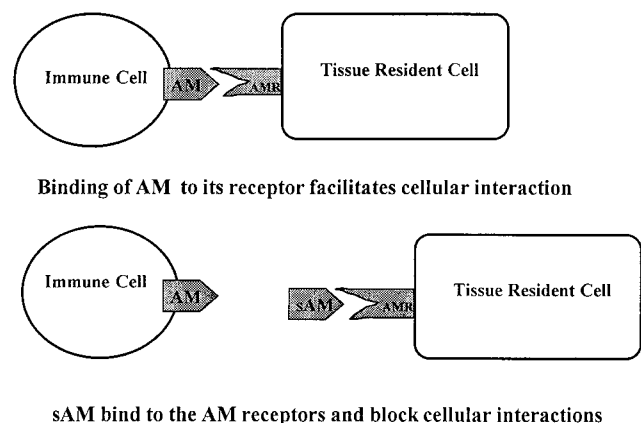 Immune Cell
AM
AMR
Tissue Resident Cell
Binding of AM to its receptor facilitates cellular interaction
Immune Cell
AM
sAM
AMR
Tissue Resident Cell
sAM bind to the AM receptors and block cellular interactions